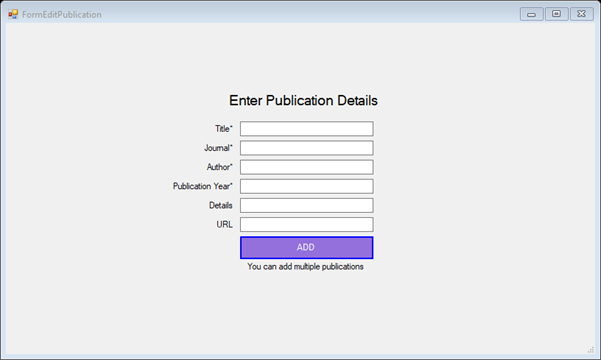 FormEditPublication
Enter Publication Details
Title*
Journal*
Author*
Publication Year*
Details
URL
ADD
You can add multiple publications